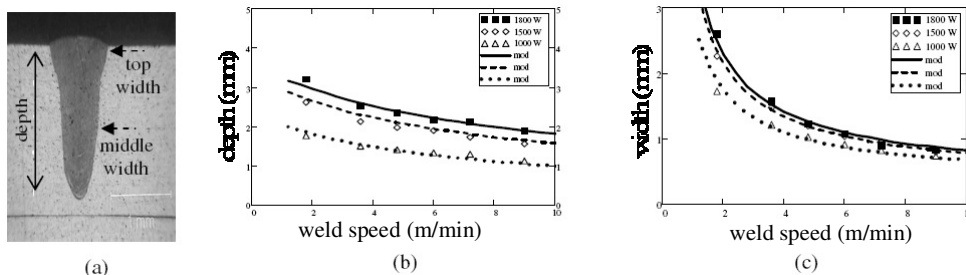 depth
top
width
middle
width
(a)
5
4
3
2
1
0
depth (mm)
1800 W
1500 W
1000 W
mod
mod
mod
5
4
3
2
1
0
0 2 4 6 8 10
weld speed (m/min)
(b)
3
2
1
0
width (mm)
1800 W
1500 W
1000 W
mod
mod
mod
0 2 4 6 8
weld speed (m/min)
(c)